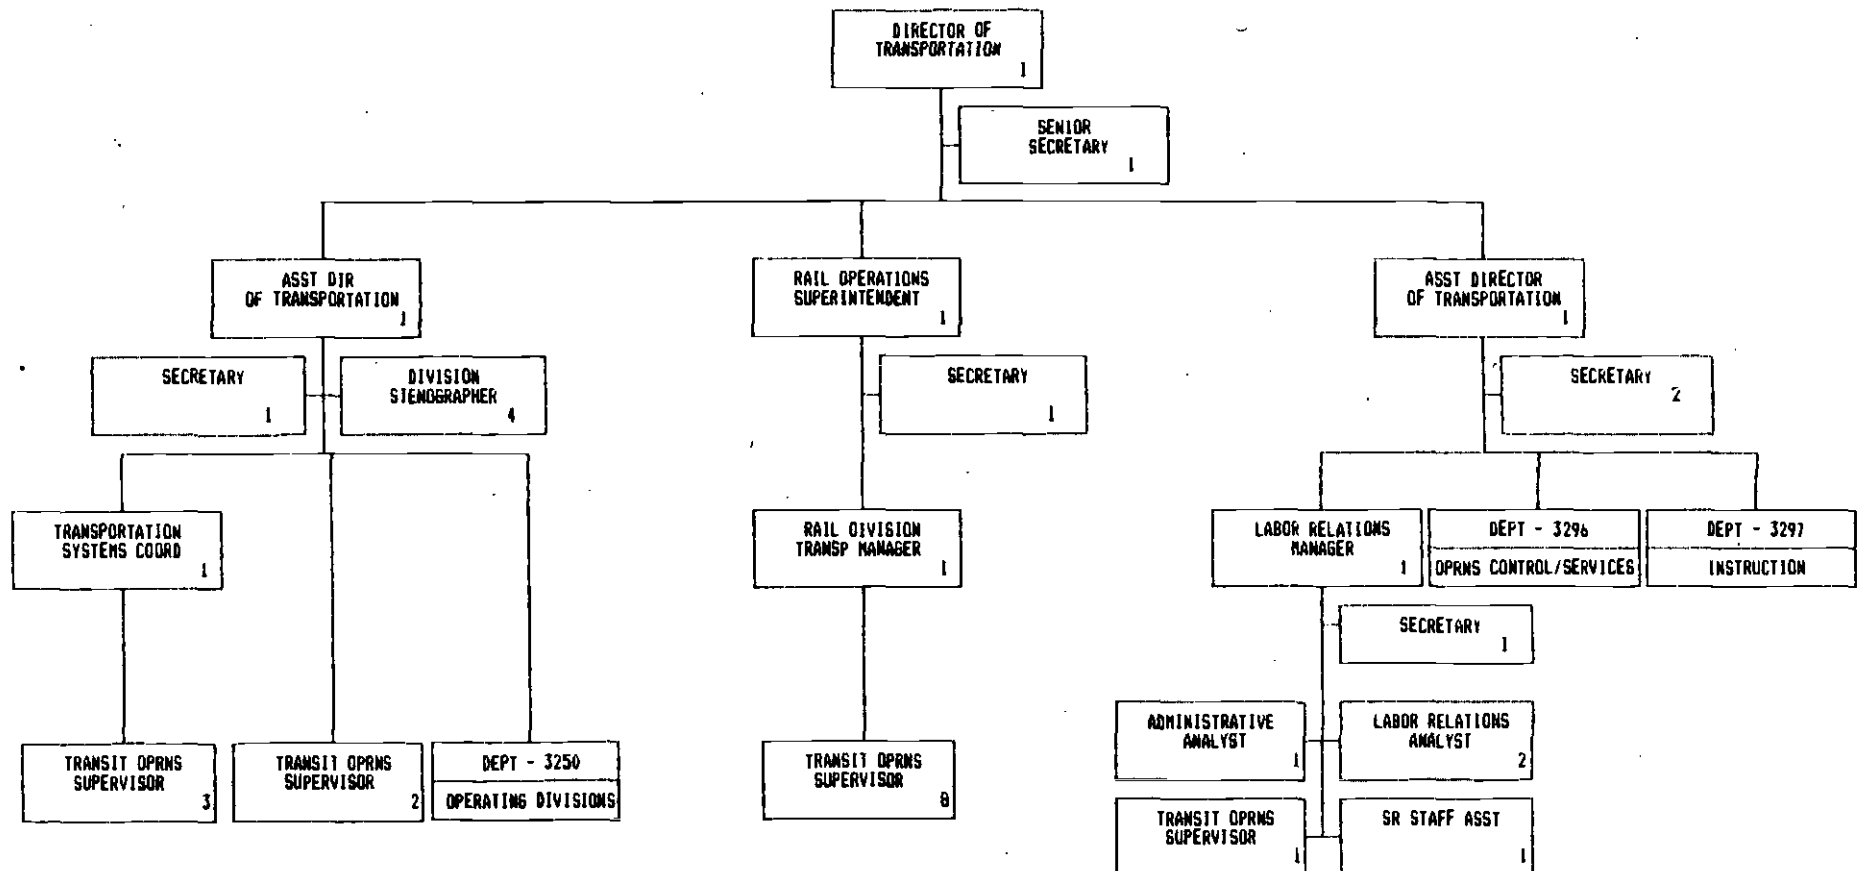 DIRECTOR OF
TRANSPORTATION
1
SENIOR
SECRETARY
1
ASST DIR
OF TRANSPORTATION
1
RAIL OPERATIONS
SUPERINTENDENT
1
ASST DIRECTOR
OF TRANSPORTATION
1
SECRETARY
1
DIVISION
STENOGRAPHER
4
SECRETARY
1
SECRETARY
2
TRANSPORTATION
SYSTEMS COORD
1
RAIL DIVISION
TRANSP MANAGER
1
LABOR RELATIONS
MANAGER
1
DEPT - 3296
OPRNS CONTROL/SERVICES
DEPT - 3297
INSTRUCTION
SECRETARY
1
ADMINISTRATIVE
ANALYST
1
LABOR RELATIONS
ANALYST
2
TRANSIT OPRNS
SUPERVISOR
3
TRANSIT OPRNS
SUPERVISOR
2
DEPT - 3250
OPERATING DIVISIONS
TRANSIT OPRNS
SUPERVISOR
TRANSIT OPRNS
SUPERVISOR
1
SR STAFF ASST
1